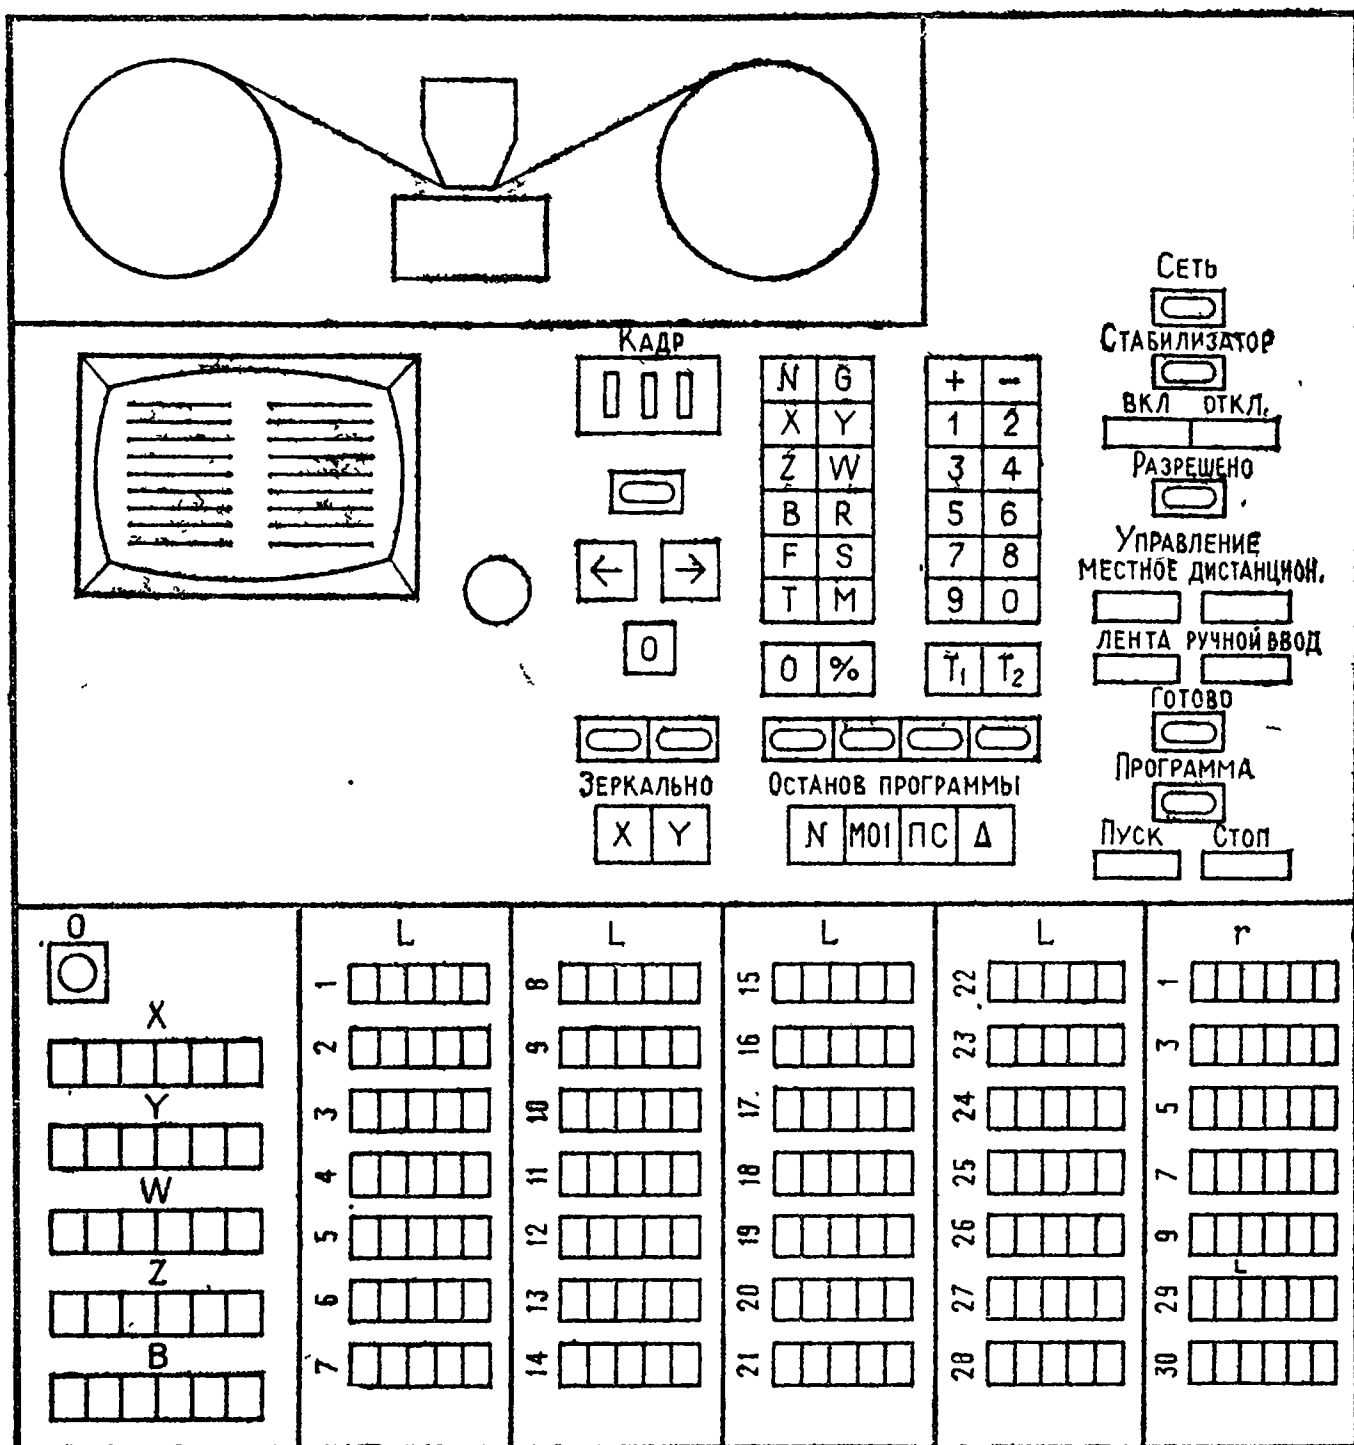 Сеть
Кадр
Стабилизатор
N G + −
вкл откл.
X Y 1 2
Z W 3 4
Разрешено
B R 5 6
Управление
← → F S 7 8
местное дистанцион.
T M 9 0
лента ручной ввод
0
0 % T1 T2
Готово
Программа
Зеркально Останов программы
X Y N М01 ПС Δ
Пуск Стоп
0 L L L L r
1 8 15 22 1
X
2 9 16 23 3
Y
3 10 17. 24 5
W
4 11 18 25 7
5 12 19 26 9
Z
L
6 13 20 27 29
B
7 14 21 28 30